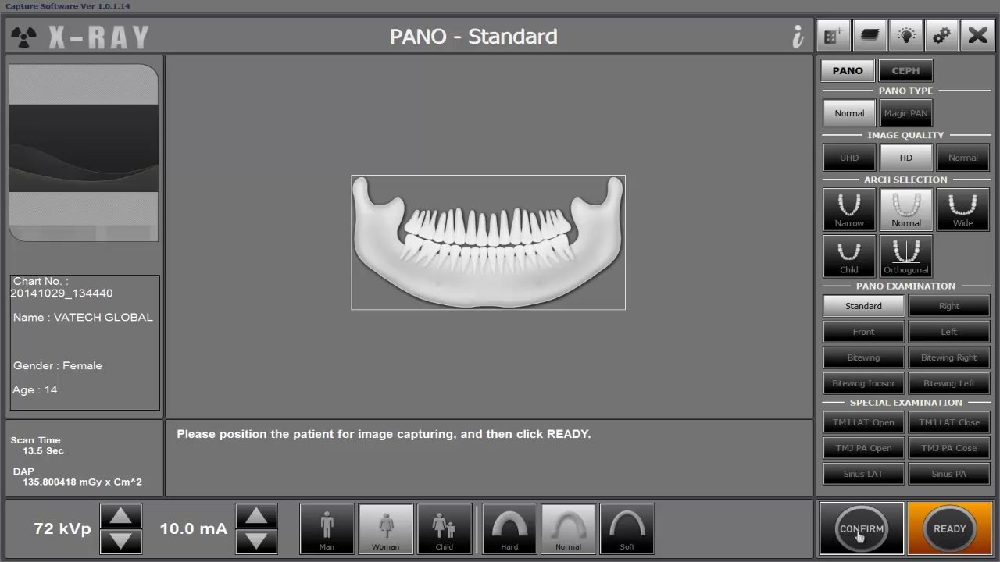 Capture Software Ver 1.0.1.14
X-RAY
PANO - Standard
i
PANO
CEPH
PANO TYPE
Normal
Magic PAN
IMAGE QUALITY
UHD
HD
Normal
ARCH SELECTION
Narrow
Normal
Wide
Child
Orthogonal
PANO EXAMINATION
Standard
Right
Front
Left
Bitewing
Bitewing Right
Bitewing Incisor
Bitewing Left
SPECIAL EXAMINATION
TMJ LAT Open
TMJ LAT Close
TMJ PA Open
TMJ PA Close
Sinus LAT
Sinus PA
Chart No. :
20141029_134440
Name : VATECH GLOBAL
Gender : Female
Age : 14
Scan Time
13.5 Sec
DAP
135.800418 mGy x Cm^2
Please position the patient for image capturing, and then click READY.
72 kVp
10.0 mA
Man
Woman
Child
Hard
Normal
Soft
CONFIRM
READY